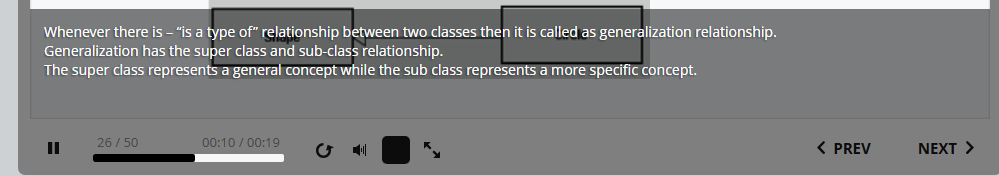 Whenever there is – “is a type of” relationship between two classes then it is called as generalization relationship.
Generalization has the super class and sub-class relationship.
Shape
The super class represents a general concept while the sub class represents a more specific concept.
26 / 50
00:10 / 00:19
PREV
NEXT